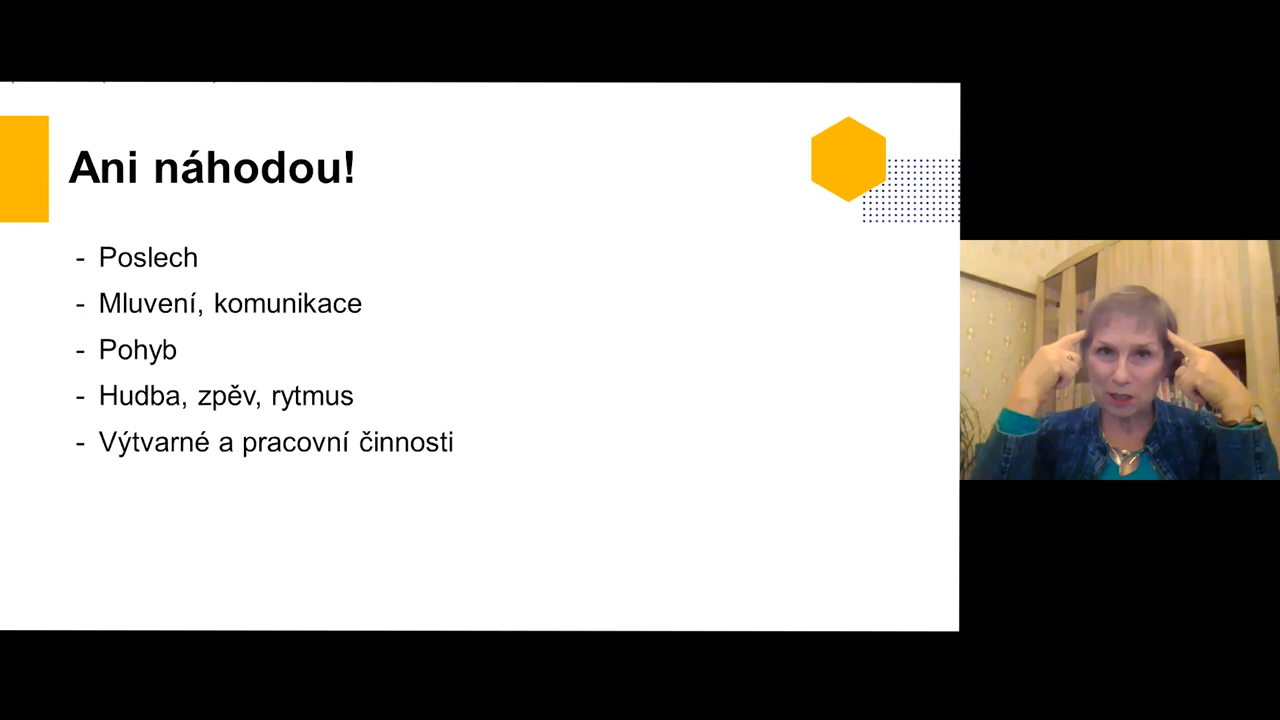 Ani náhodou!
- Poslech
- Mluvení, komunikace
- Pohyb
- Hudba, zpěv, rytmus
- Výtvarné a pracovní činnosti